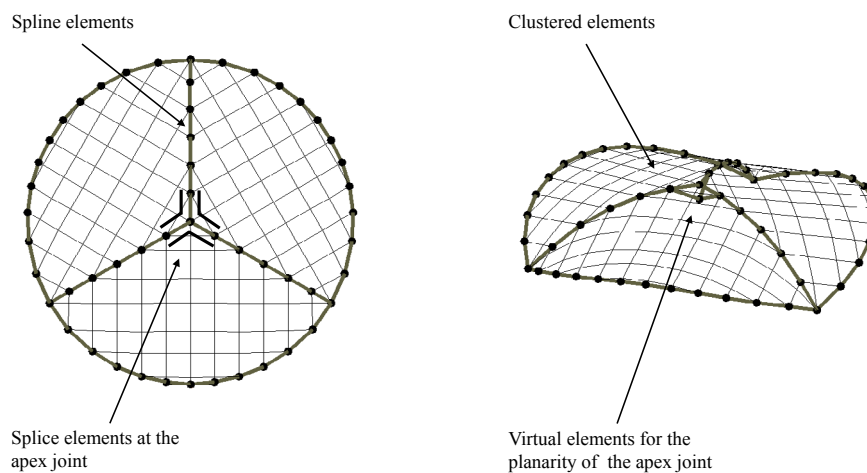 Spline elements
Clustered elements
Splice elements at the
apex joint
Virtual elements for the
planarity of the apex joint